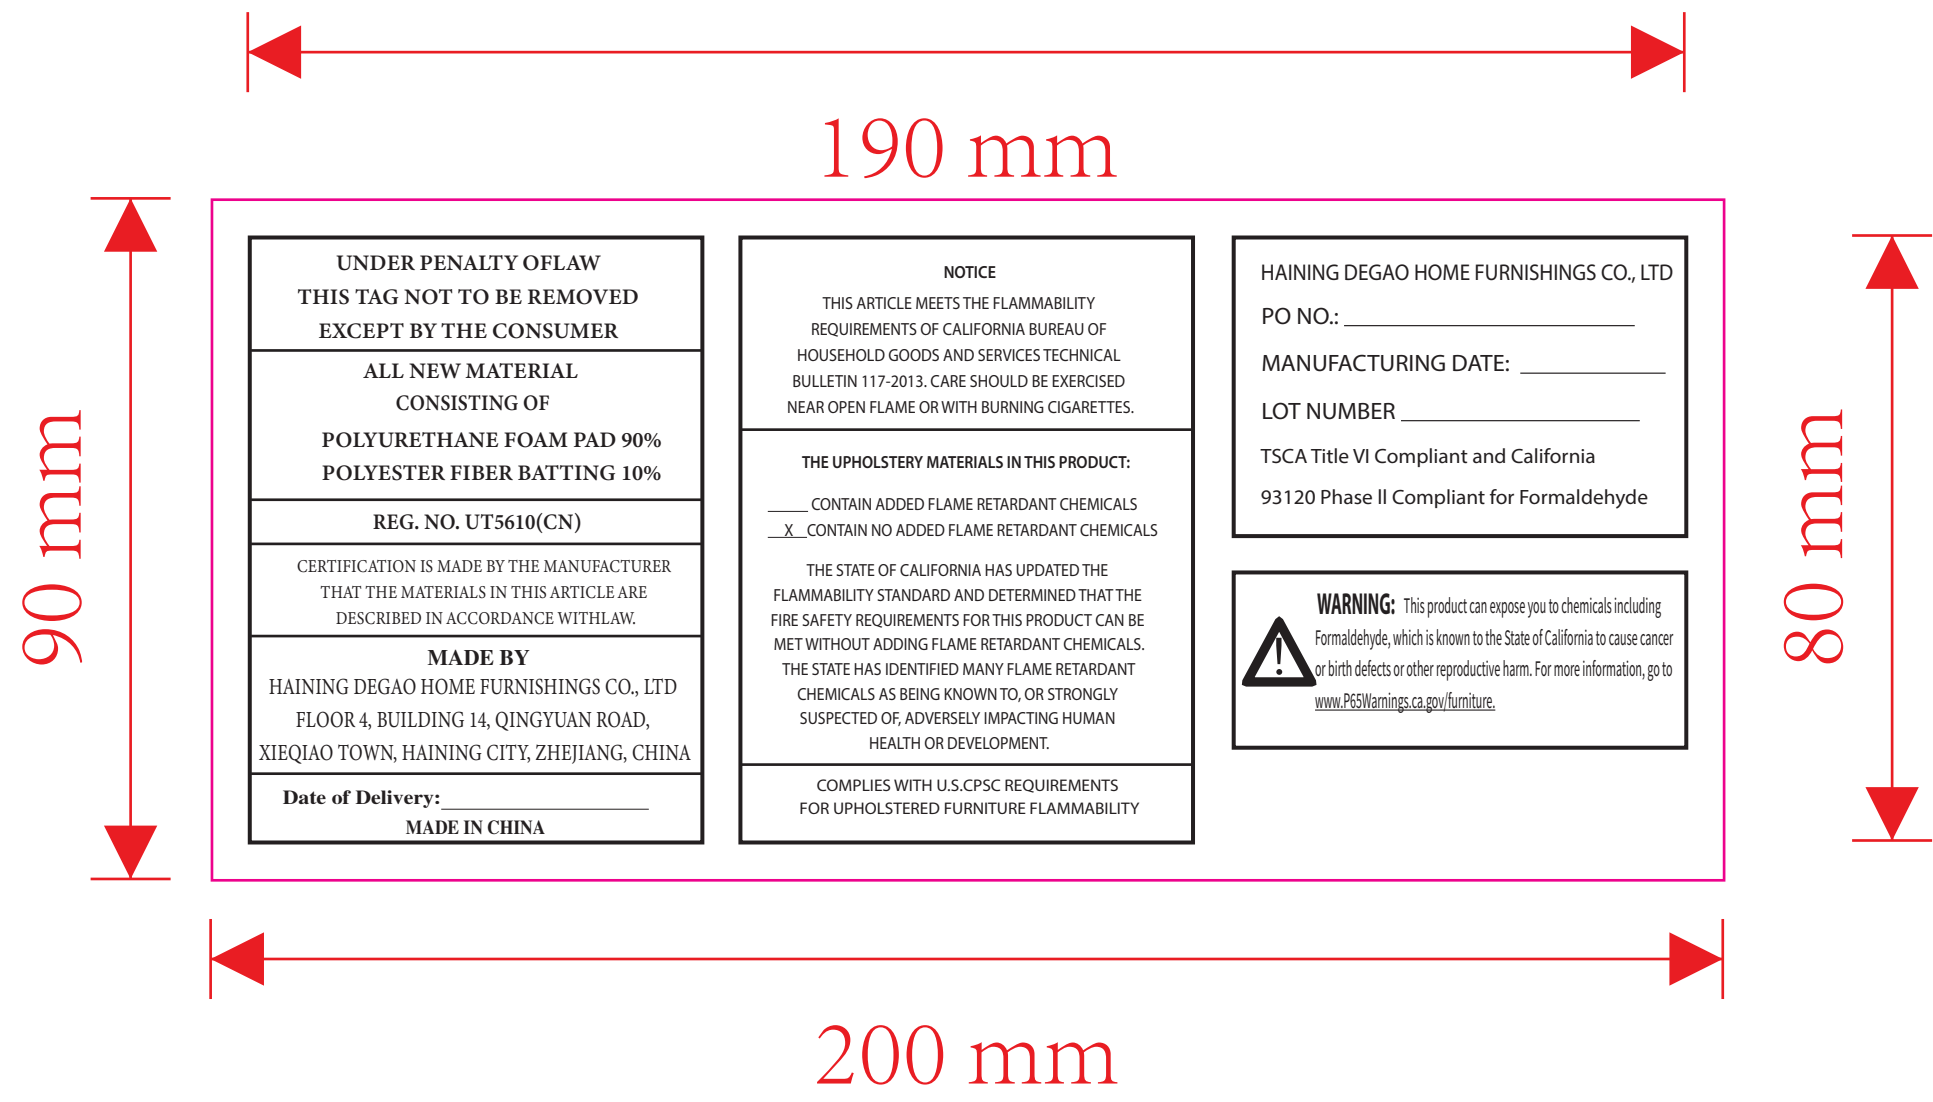 190 mm
90 mm
UNDER PENALTY OFLAW
THIS TAG NOT TO BE REMOVED
EXCEPT BY THE CONSUMER
ALL NEW MATERIAL
CONSISTING OF
POLYURETHANE FOAM PAD 90%
POLYESTER FIBER BATTING 10%
REG. NO. UT5610(CN)
CERTIFICATION IS MADE BY THE MANUFACTURER
THAT THE MATERIALS IN THIS ARTICLE ARE
DESCRIBED IN ACCORDANCE WITHLAW.
MADE BY
HAINING DEGAO HOME FURNISHINGS CO., LTD
FLOOR 4, BUILDING 14, QINGYUAN ROAD,
XIEQIAO TOWN, HAINING CITY, ZHEJIANG, CHINA
Date of Delivery:____________________
MADE IN CHINA
NOTICE
THIS ARTICLE MEETS THE FLAMMABILITY
REQUIREMENTS OF CALIFORNIA BUREAU OF
HOUSEHOLD GOODS AND SERVICES TECHNICAL
BULLETIN 117-2013. CARE SHOULD BE EXERCISED
NEAR OPEN FLAME OR WITH BURNING CIGARETTES.
THE UPHOLSTERY MATERIALS IN THIS PRODUCT:
_____ CONTAIN ADDED FLAME RETARDANT CHEMICALS
__X__CONTAIN NO ADDED FLAME RETARDANT CHEMICALS
THE STATE OF CALIFORNIA HAS UPDATED THE
FLAMMABILITY STANDARD AND DETERMINED THAT THE
FIRE SAFETY REQUIREMENTS FOR THIS PRODUCT CAN BE
MET WITHOUT ADDING FLAME RETARDANT CHEMICALS.
THE STATE HAS IDENTIFIED MANY FLAME RETARDANT
CHEMICALS AS BEING KNOWN TO, OR STRONGLY
SUSPECTED OF, ADVERSELY IMPACTING HUMAN
HEALTH OR DEVELOPMENT.
COMPLIES WITH U.S.CPSC REQUIREMENTS
FOR UPHOLSTERED FURNITURE FLAMMABILITY
HAINING DEGAO HOME FURNISHINGS CO., LTD
PO NO.: ________________________
MANUFACTURING DATE: ____________
LOT NUMBER ____________________
TSCA Title VI Compliant and California
93120 Phase ll Compliant for Formaldehyde
WARNING: This product can expose you to chemicals including
Formaldehyde, which is known to the State of California to cause cancer
or birth defects or other reproductive harm. For more information, go to
www.P65Warnings.ca.gov/furniture.
80 mm
200 mm